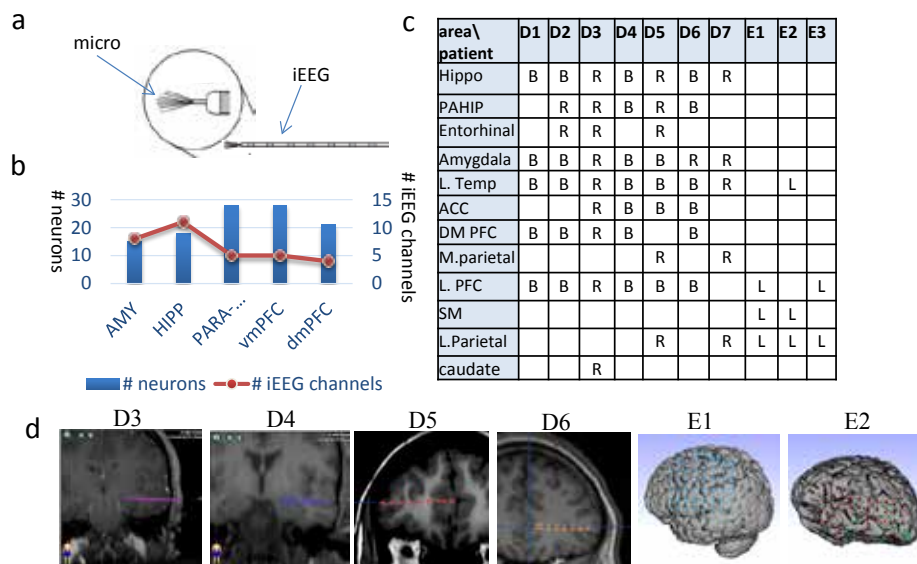 a
micro
iEEG
b
# neurons
# iEEG channels
30
20
10
0
15
10
5
0
AMY
HIPP
PARA-...
vmPFC
dmPFC
# neurons
# iEEG channels
c
area\ patient D1 D2 D3 D4 D5 D6 D7 E1 E2 E3
Hippo B B R B R B R
PAHIP R R B R B
Entorhinal R R R
Amygdala B B R B B R R
L. Temp B B R B B B R L
ACC R B B B
DM PFC B B R B B
M.parietal R R
L. PFC B B R B B B L L
SM L L
L.Parietal R R L L L
caudate R
d
D3 D4 D5 D6 E1 E2